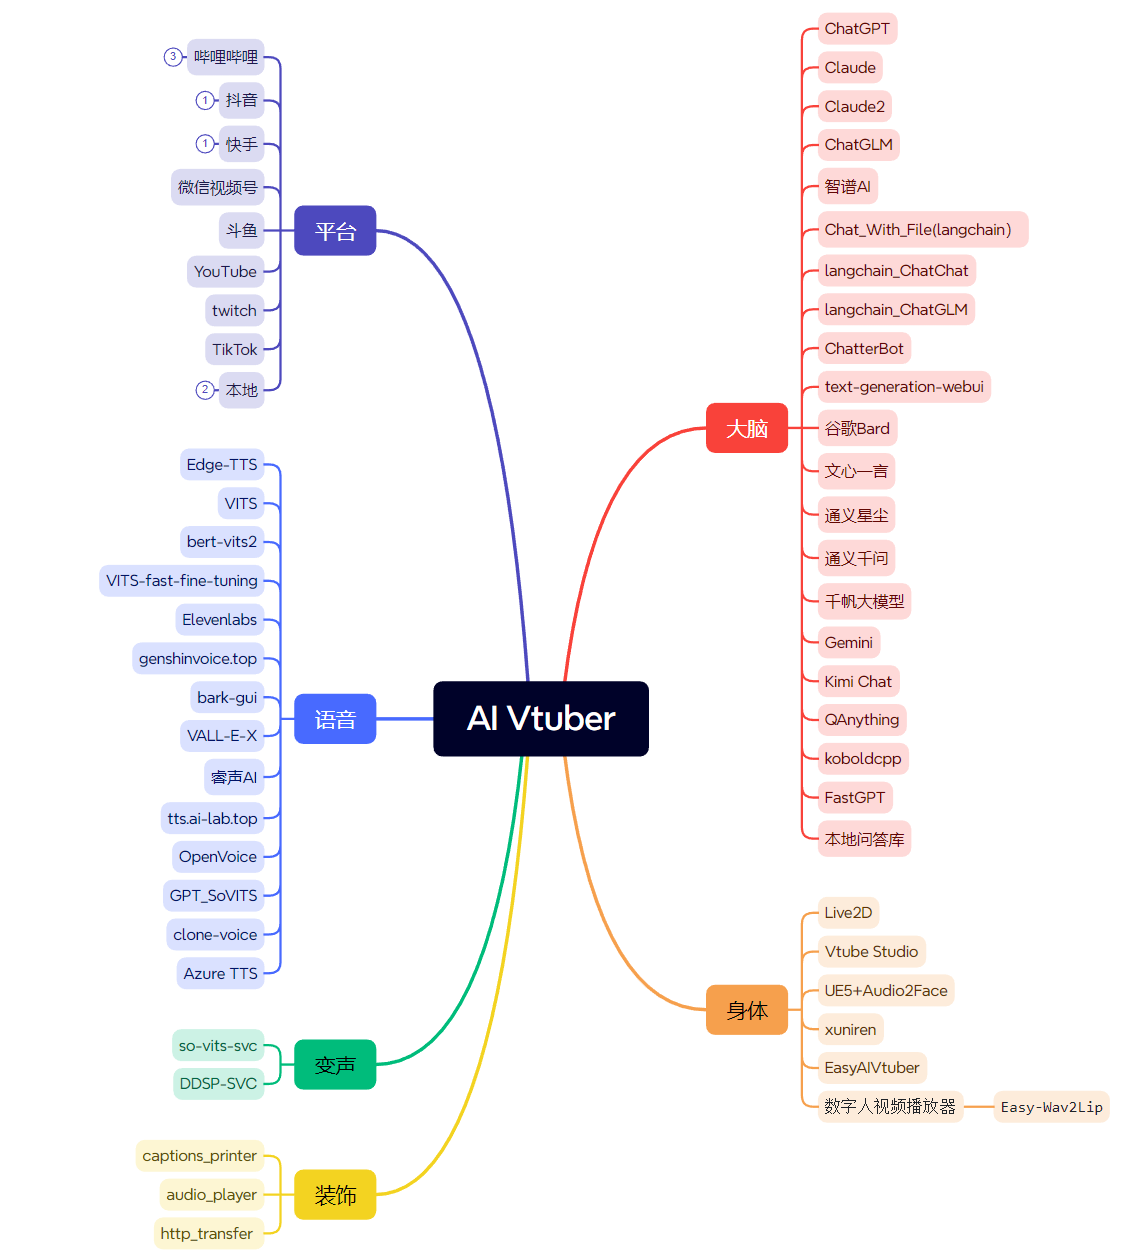 AI Vtuber
平台
3
哔哩哔哩
1
抖音
1
快手
微信视频号
斗鱼
YouTube
twitch
TikTok
2
本地
语音
Edge-TTS
VITS
bert-vits2
VITS-fast-fine-tuning
Elevenlabs
genshinvoice.top
bark-gui
VALL-E-X
睿声AI
tts.ai-lab.top
OpenVoice
GPT_SoVITS
clone-voice
Azure TTS
变声
so-vits-svc
DDSP-SVC
装饰
captions_printer
audio_player
http_transfer
大脑
ChatGPT
Claude
Claude2
ChatGLM
智谱AI
Chat_With_File(langchain）
langchain_ChatChat
langchain_ChatGLM
ChatterBot
text-generation-webui
谷歌Bard
文心一言
通义星尘
通义千问
千帆大模型
Gemini
Kimi Chat
QAnything
koboldcpp
FastGPT
本地问答库
身体
Live2D
Vtube Studio
UE5+Audio2Face
xuniren
EasyAIVtuber
数字人视频播放器
Easy-Wav2Lip